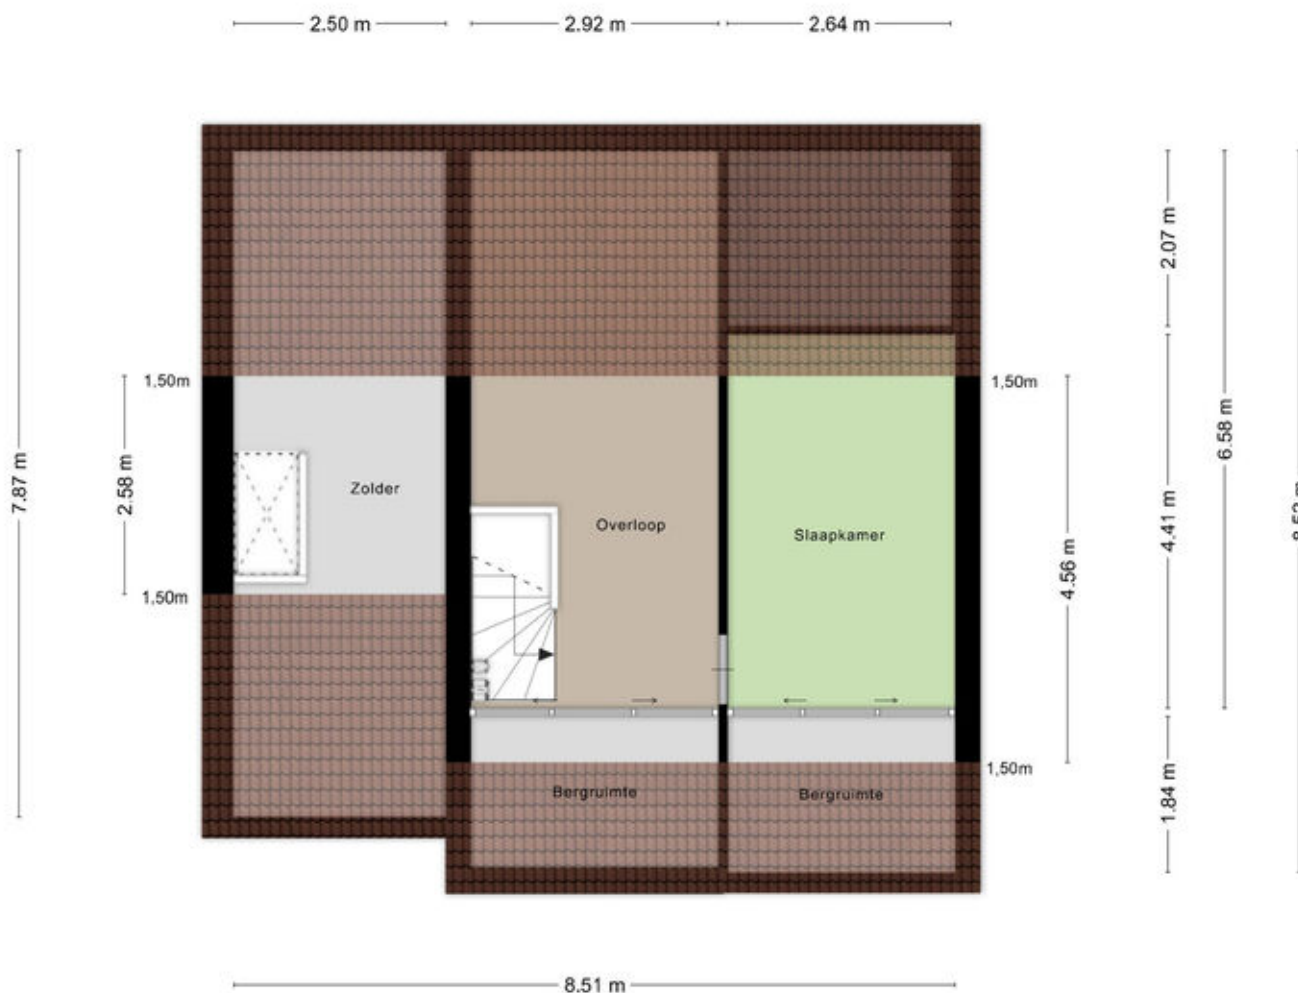 2.50 m
2.92 m
2.64 m
2.07 m
1,50m
1,50m
6.58 m
7.87 m
2.58 m
Zolder
4.41 m
Overloop
Slaapkamer
4.56 m
1,50m
1,50m
Bergruimte
Bergruimte
1.84 m
8.51 m